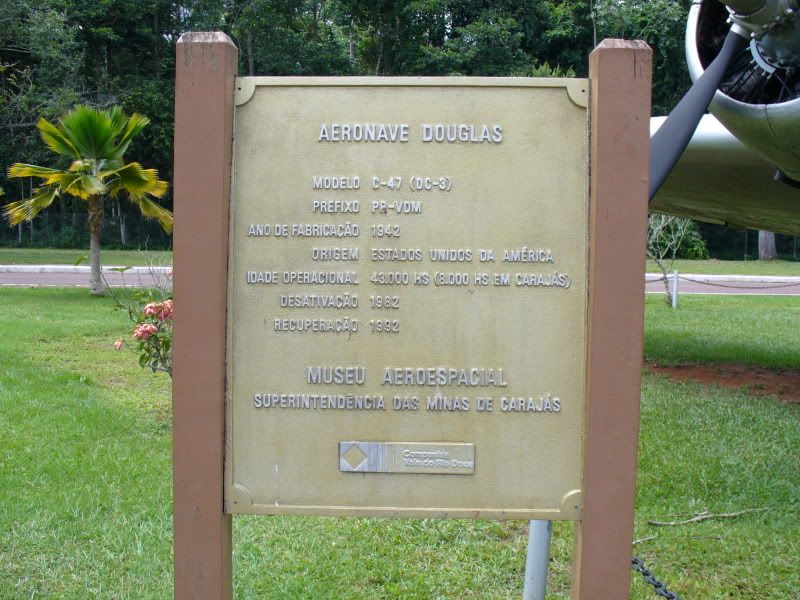 AERONAVE DOUGLAS
MODELO C-47 (DC-3)
PREFIXO PP-VDM
ANO DE FABRICAÇÃO 1942
ORIGEM ESTADOS UNIDOS DA AMÉRICA
IDADE OPERACIONAL 43.000 HS (8.000 HS EM CARAJÁS)
DESATIVAÇÃO 1982
RECUPERAÇÃO 1992
MUSEU AEROESPACIAL
SUPERINTENDÊNCIA DAS MINAS DE CARAJÁS
Companhia
Vale do Rio Doce